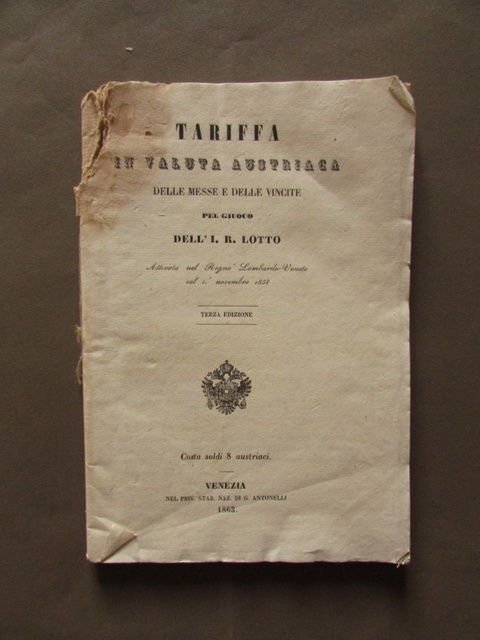 TARIFFA
IN VALUTA AUSTRIACA
DELLE MESSE E DELLE VINCITE
PEL GIUOCO
DELL' I. R. LOTTO
Attivata nel Regno Lombardo-Veneto
col 1.° novembre 1858
TERZA EDIZIONE
Costa soldi 8 austriaci.
VENEZIA
NEL PRIV. STAB. NAZ. DI G. ANTONELLI
1863.